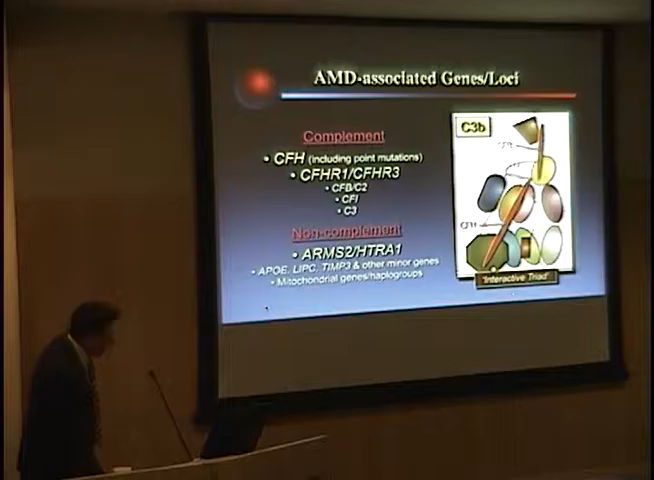 AMD-associated Genes/Loci
Complement
• CFH (including point mutations)
• CFHR1/CFHR3
• CFB/C2
• CFI
• C3
Non-complement
• ARMS2/HTRA1
• APOE, LIPC, TIMP3 & other minor genes
• Mitochondrial genes/haplogroups
C3b
'Interactive Triad'